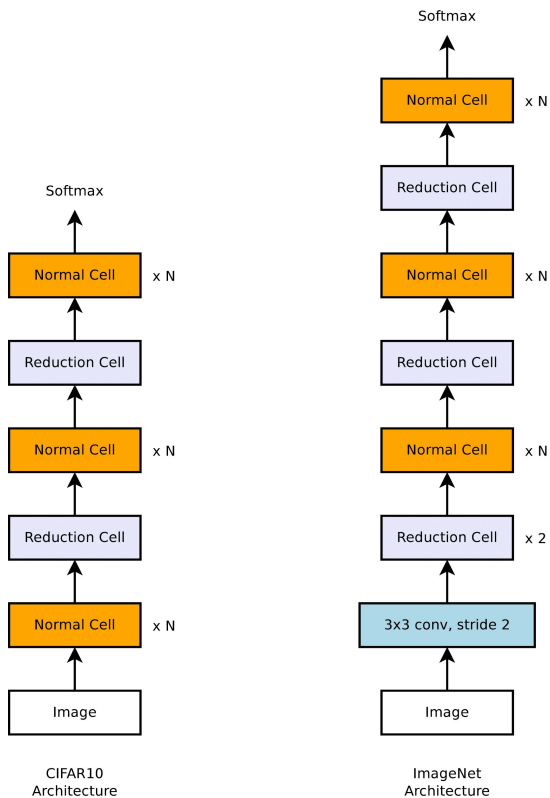 Softmax
Normal Cell
x N
Reduction Cell
Normal Cell
x N
Reduction Cell
Normal Cell
x N
Image
CIFAR10
Architecture
Softmax
Normal Cell
x N
Reduction Cell
Normal Cell
x N
Reduction Cell
Normal Cell
x N
Reduction Cell
x 2
3x3 conv, stride 2
Image
ImageNet
Architecture